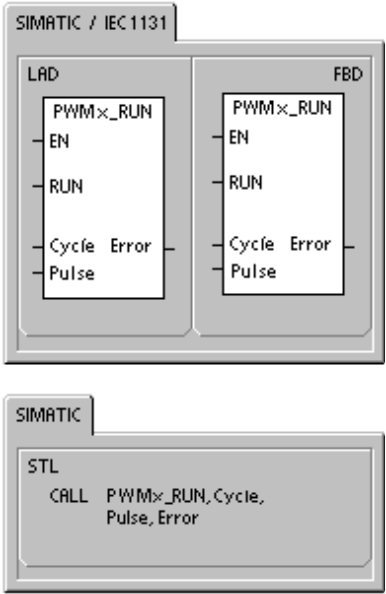 SIMATIC / IEC1131
LAD
FBD
PWMx_RUN
EN
RUN
Cycle Error
Pulse
PWMx_RUN
EN
RUN
Cycle Error
Pulse
SIMATIC
STL
CALL PWMx_RUN, Cycle,
Pulse, Error